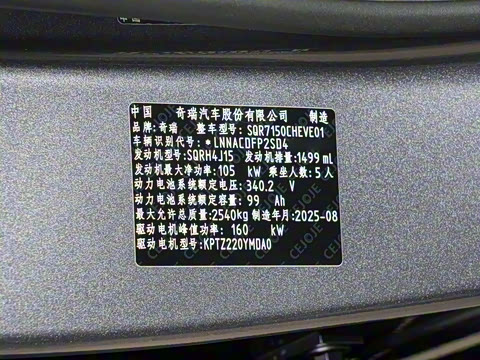 中国 奇瑞汽车股份有限公司 制造
品牌:奇瑞 整车型号:SQR7150CHEVE01
车辆识别代号:•LNNACDFP2SD4
发动机型号:SQRH4J15 发动机排量:1499 mL
发动机最大净功率:105 kW 乘坐人数:5人
动力电池系统额定电压:340.2 V
动力电池系统额定容量:99 Ah
最大允许总质量:2540kg 制造年月:2025-08
驱动电机峰值功率:160 kW
驱动电机型号:KPTZ220YMDA0
CEJOJE